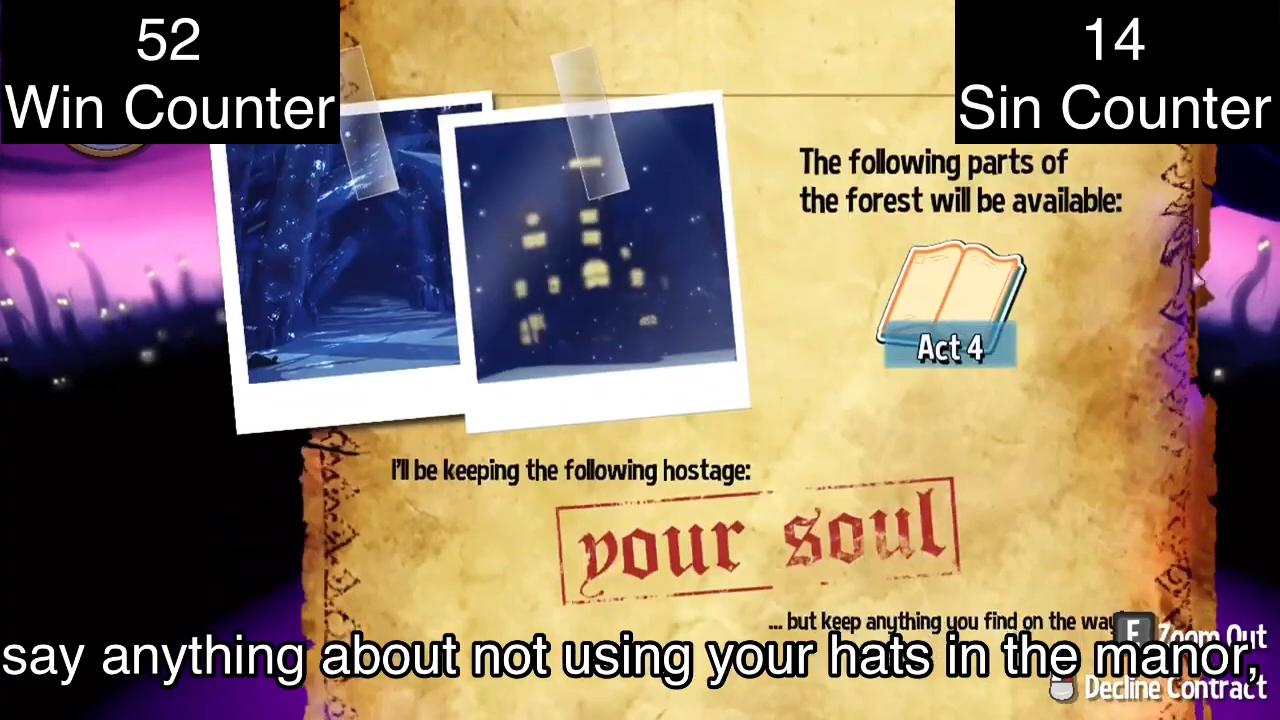 52
Win Counter
14
Sin Counter
The following parts of
the forest will be available:
Act 4
I'll be keeping the following hostage:
your soul
... but keep anything you find on the way
say anything about not using your hats in the manor,
E Zoom Out
Decline Contract